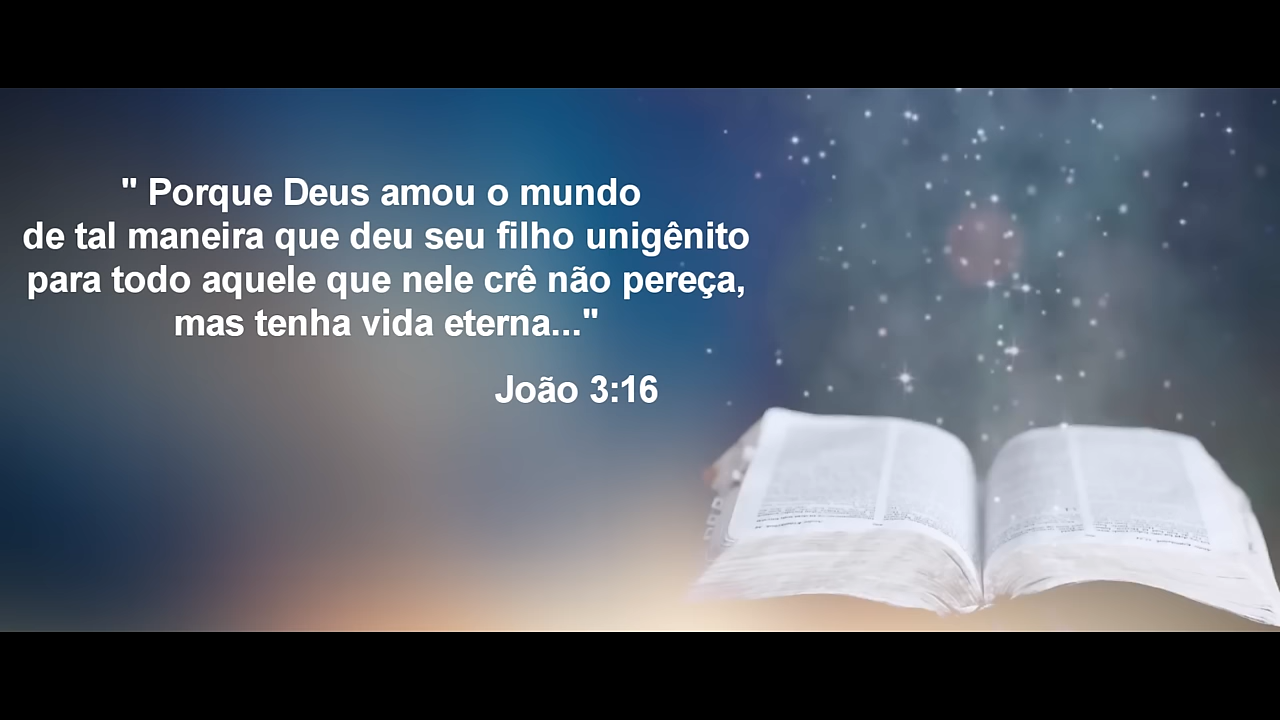 " Porque Deus amou o mundo
de tal maneira que deu seu filho unigênito
para todo aquele que nele crê não pereça,
mas tenha vida eterna..."
João 3:16